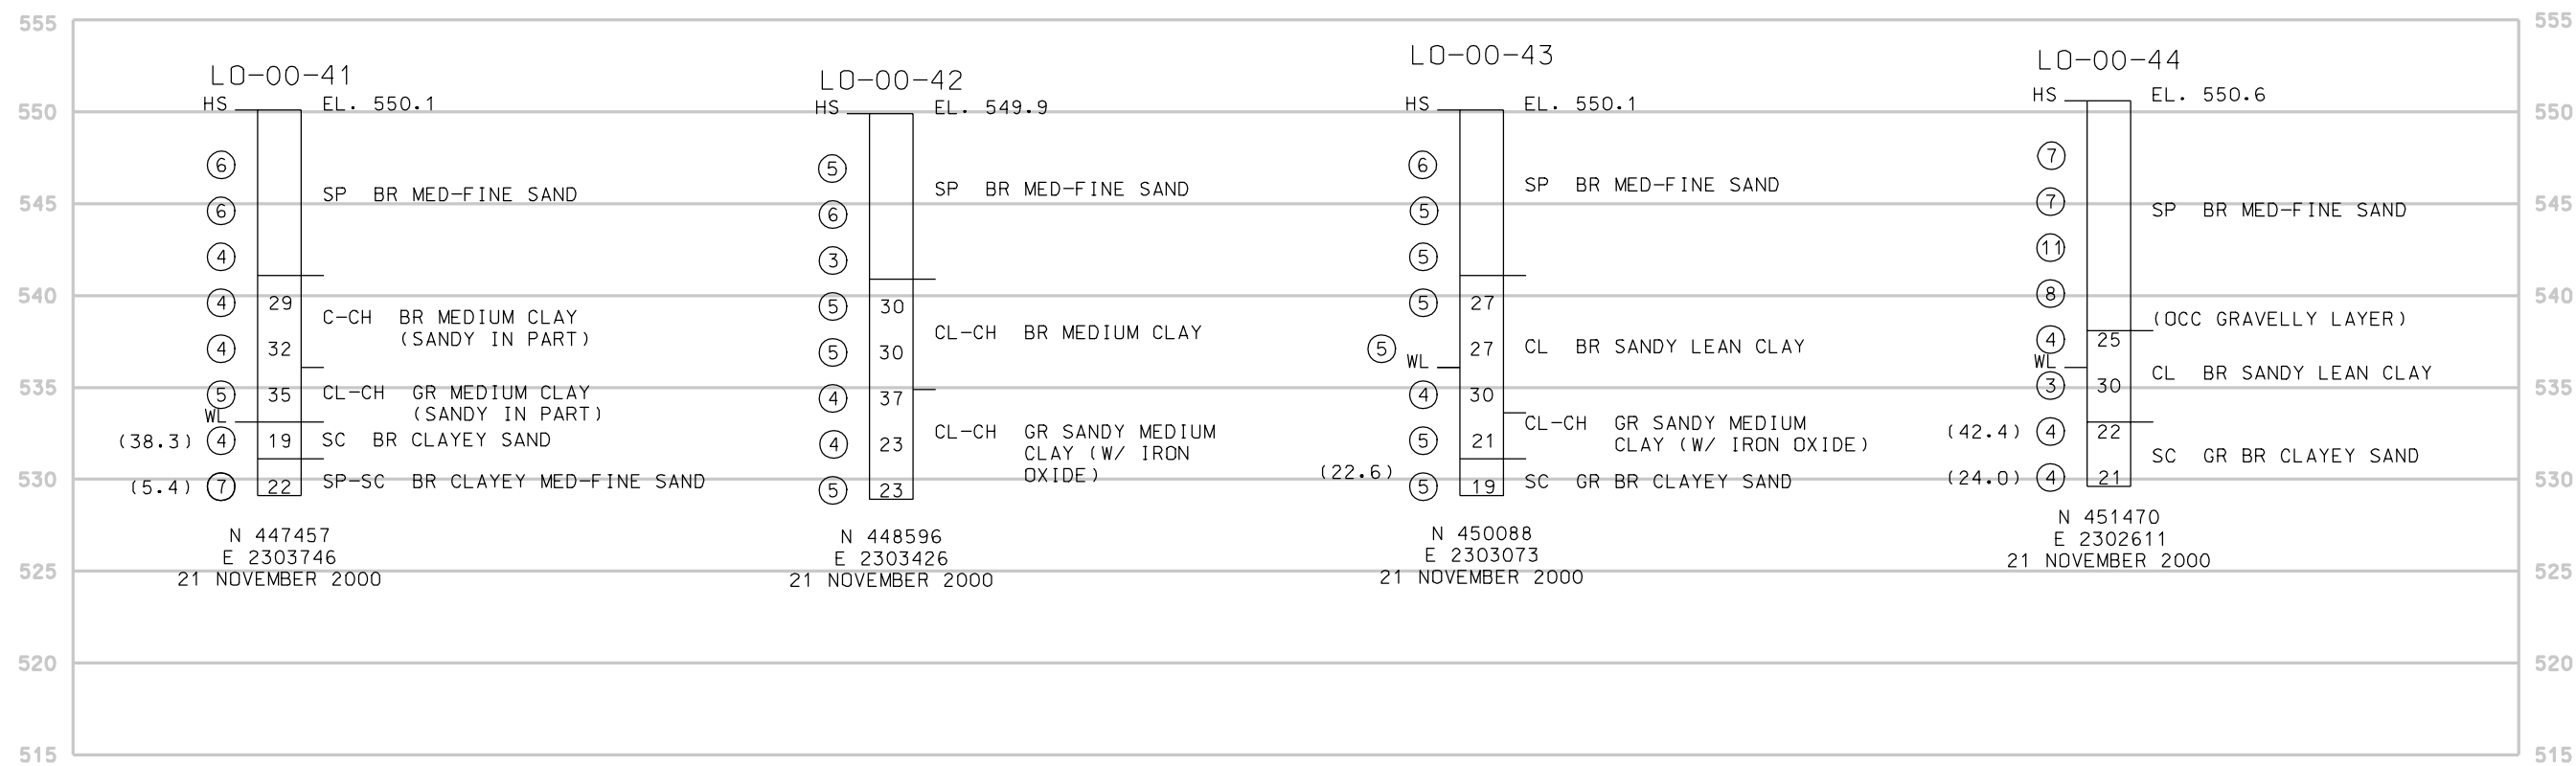 555
550
545
540
535
530
525
520
515
LO-00-41
HS
EL. 550.1
6
6
4
4
4
5
WL
(38.3) 4
(5.4) 7
29
32
35
19
22
SP BR MED-FINE SAND
C-CH BR MEDIUM CLAY
(SANDY IN PART)
CL-CH GR MEDIUM CLAY
(SANDY IN PART)
SC BR CLAYEY SAND
SP-SC BR CLAYEY MED-FINE SAND
N 447457
E 2303746
21 NOVEMBER 2000
LO-00-42
HS
EL. 549.9
5
6
3
5
5
4
4
5
30
30
37
23
23
SP BR MED-FINE SAND
CL-CH BR MEDIUM CLAY
CL-CH GR SANDY MEDIUM
CLAY (W/ IRON
OXIDE)
N 448596
E 2303426
21 NOVEMBER 2000
LO-00-43
HS
EL. 550.1
6
5
5
5
5
WL
4
5
(22.6) 5
27
27
30
21
19
SP BR MED-FINE SAND
CL BR SANDY LEAN CLAY
CL-CH GR SANDY MEDIUM
CLAY (W/ IRON OXIDE)
SC GR BR CLAYEY SAND
N 450088
E 2303073
21 NOVEMBER 2000
LO-00-44
HS
EL. 550.6
7
7
11
8
4
WL
3
(42.4) 4
(24.0) 4
25
30
22
21
SP BR MED-FINE SAND
(OCC GRAVELLY LAYER)
CL BR SANDY LEAN CLAY
SC GR BR CLAYEY SAND
N 451470
E 2302611
21 NOVEMBER 2000
555
550
545
540
535
530
525
520
515